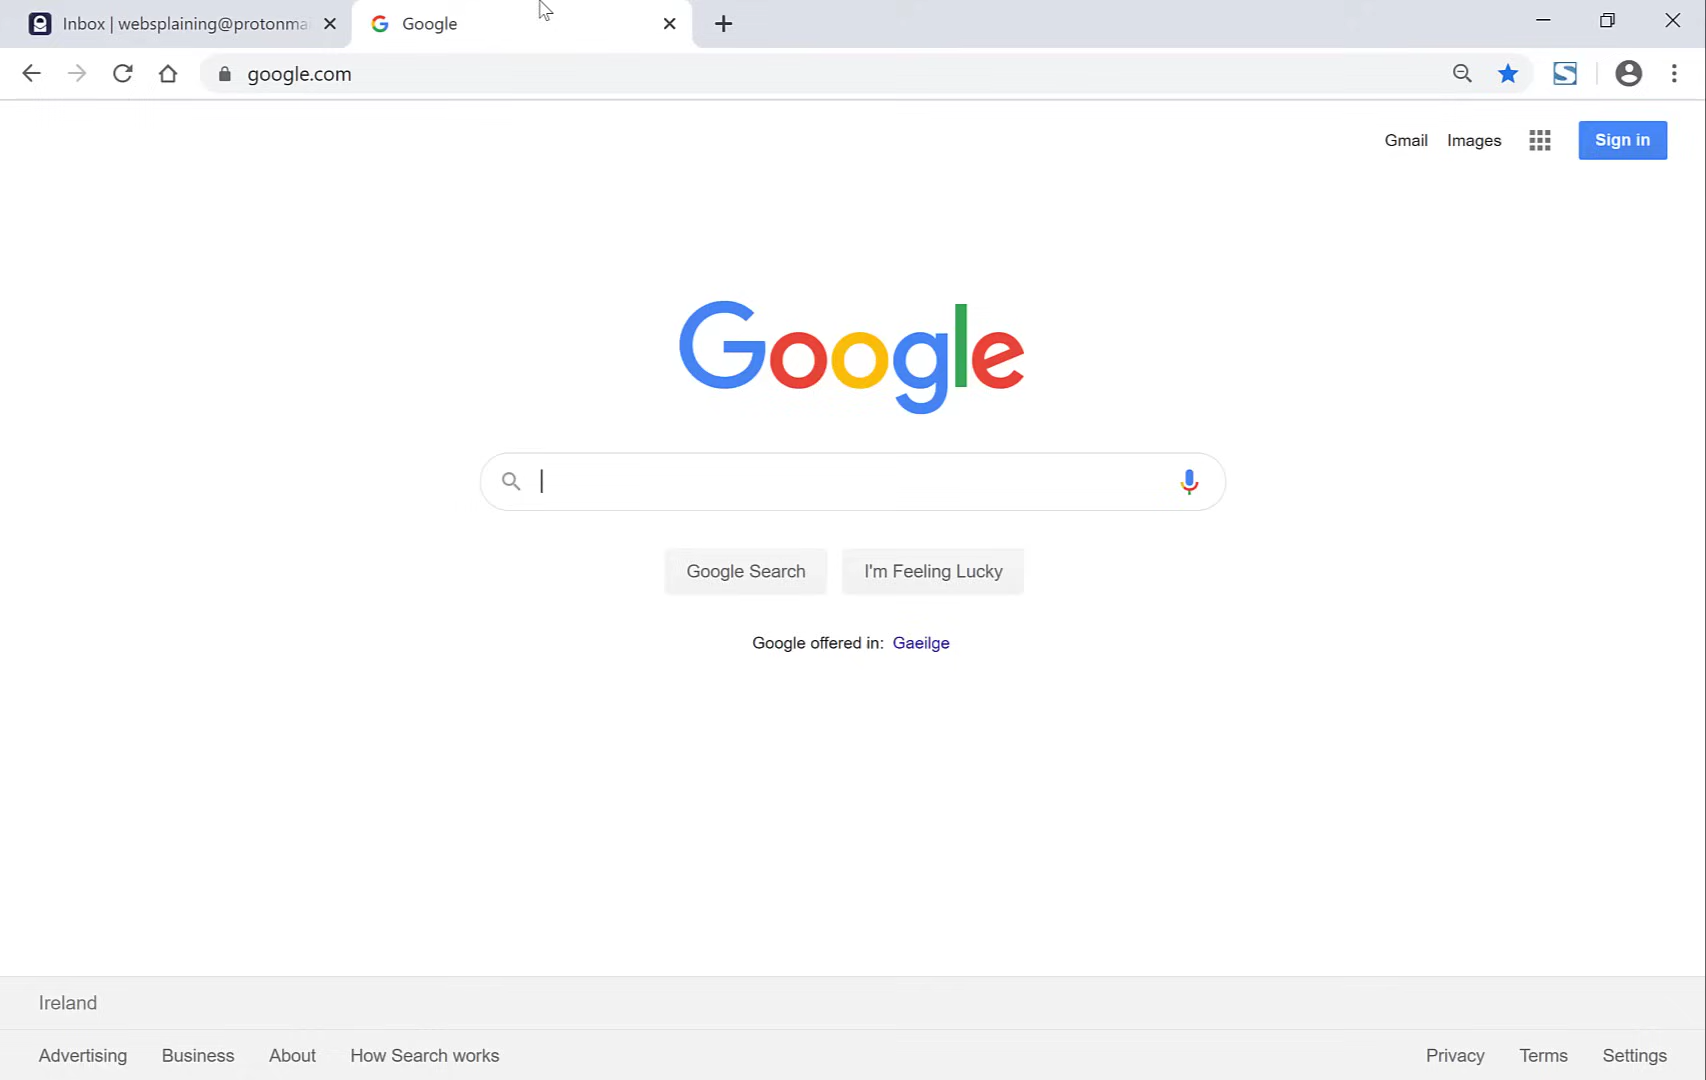 Inbox | websplaining@protonma
Google
google.com
Gmail Images Sign in
Google
Google Search I'm Feeling Lucky
Google offered in: Gaeilge
Ireland
Advertising Business About How Search works Privacy Terms Settings